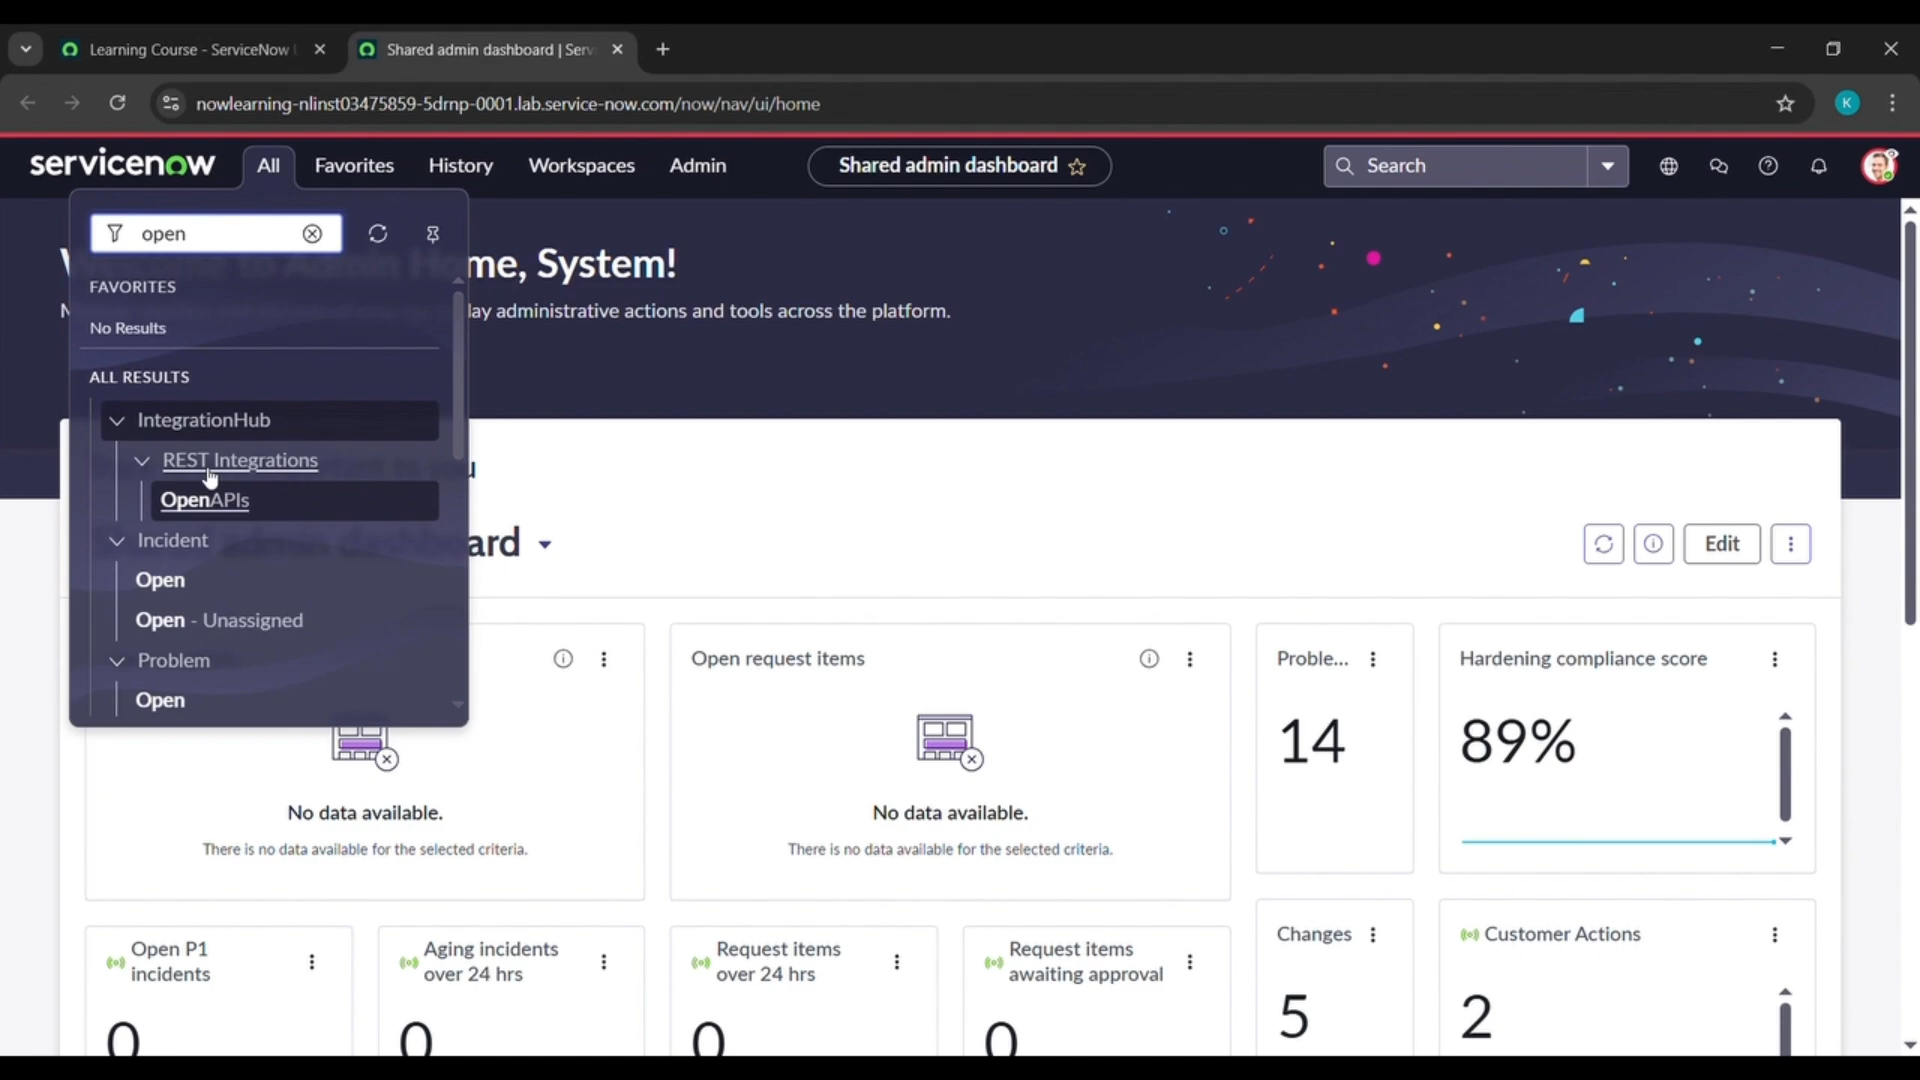 Learning Course - ServiceNow
Shared admin dashboard | Serv
nowlearning-nlinst03475859-5drnp-0001.lab.service-now.com/now/nav/ui/home
K
servicenow
All
Favorites
History
Workspaces
Admin
Shared admin dashboard
Search
open
me, System!
FAVORITES
lay administrative actions and tools across the platform.
No Results
ALL RESULTS
IntegrationHub
REST Integrations
OpenAPIs
Incident
ard
Edit
Open
Open - Unassigned
Problem
Open
Open request items
Proble...
Hardening compliance score
14
89%
No data available.
There is no data available for the selected criteria.
No data available.
There is no data available for the selected criteria.
Open P1
incidents
0
Aging incidents
over 24 hrs
0
Request items
over 24 hrs
0
Request items
awaiting approval
0
Changes
5
Customer Actions
2